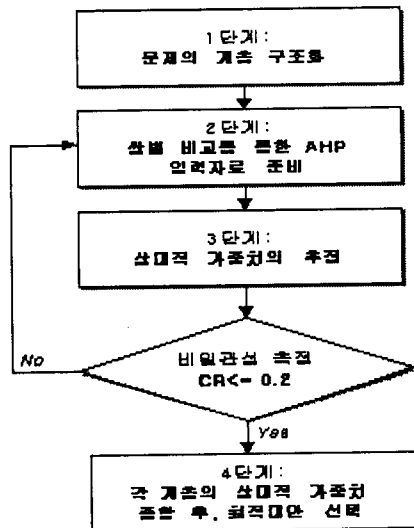 1단계:
문제의 계층 구조화
2단계:
쌍별 비교를 통한 AHP
입력자료 준비
3단계:
상대적 가중치의 추정
비일관성 측정
CR<= 0.2
No
Yes
4단계:
각 계층의 상대적 가중치
종합 후, 최적대안 선택